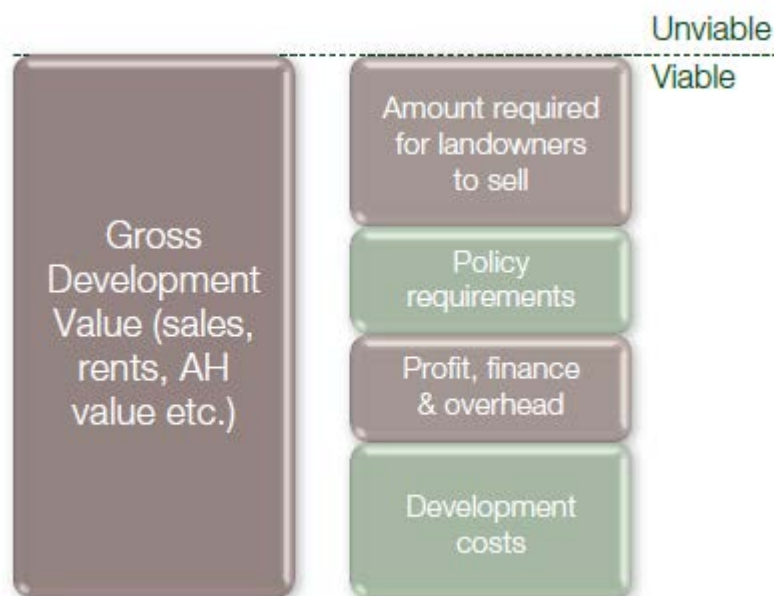 Unviable
Viable
Gross
Development
Value (sales,
rents, AH
value etc.)
Amount required
for landowners
to sell
Policy
requirements
Profit, finance
& overhead
Development
costs